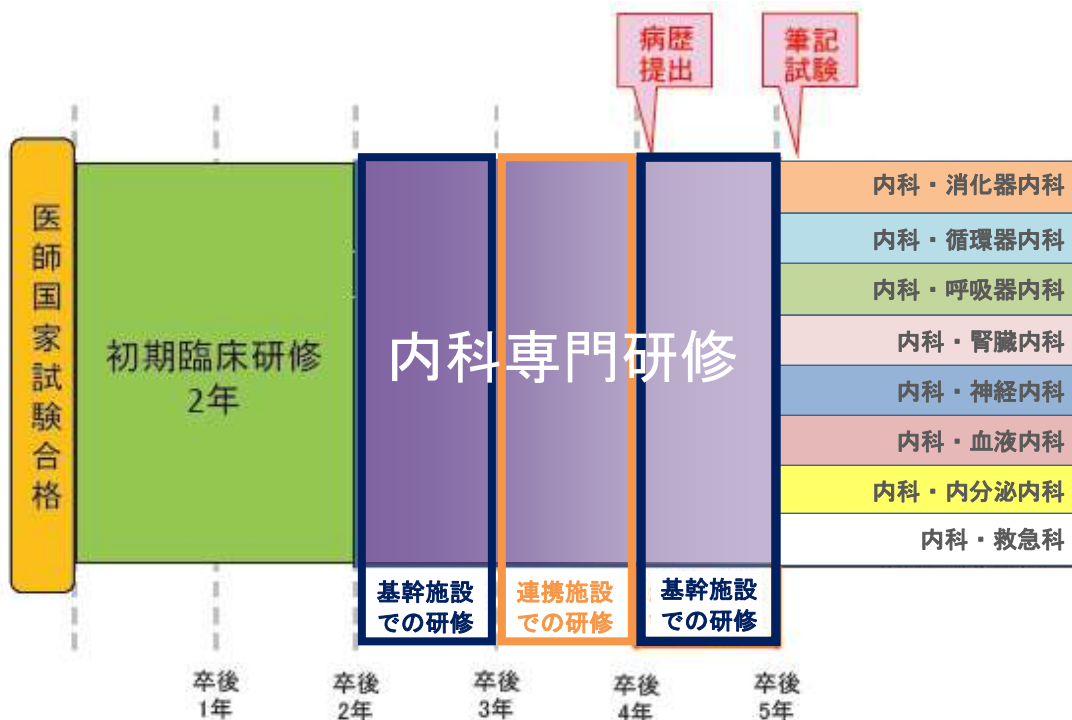 病歴
提出
筆記
試験
医師国家試験合格
初期臨床研修
2年
内科専門研修
内科・消化器内科
内科・循環器内科
内科・呼吸器内科
内科・腎臓内科
内科・神経内科
内科・血液内科
内科・内分泌内科
内科・救急科
基幹施設
での研修
連携施設
での研修
基幹施設
での研修
卒後
1年
卒後
2年
卒後
3年
卒後
4年
卒後
5年